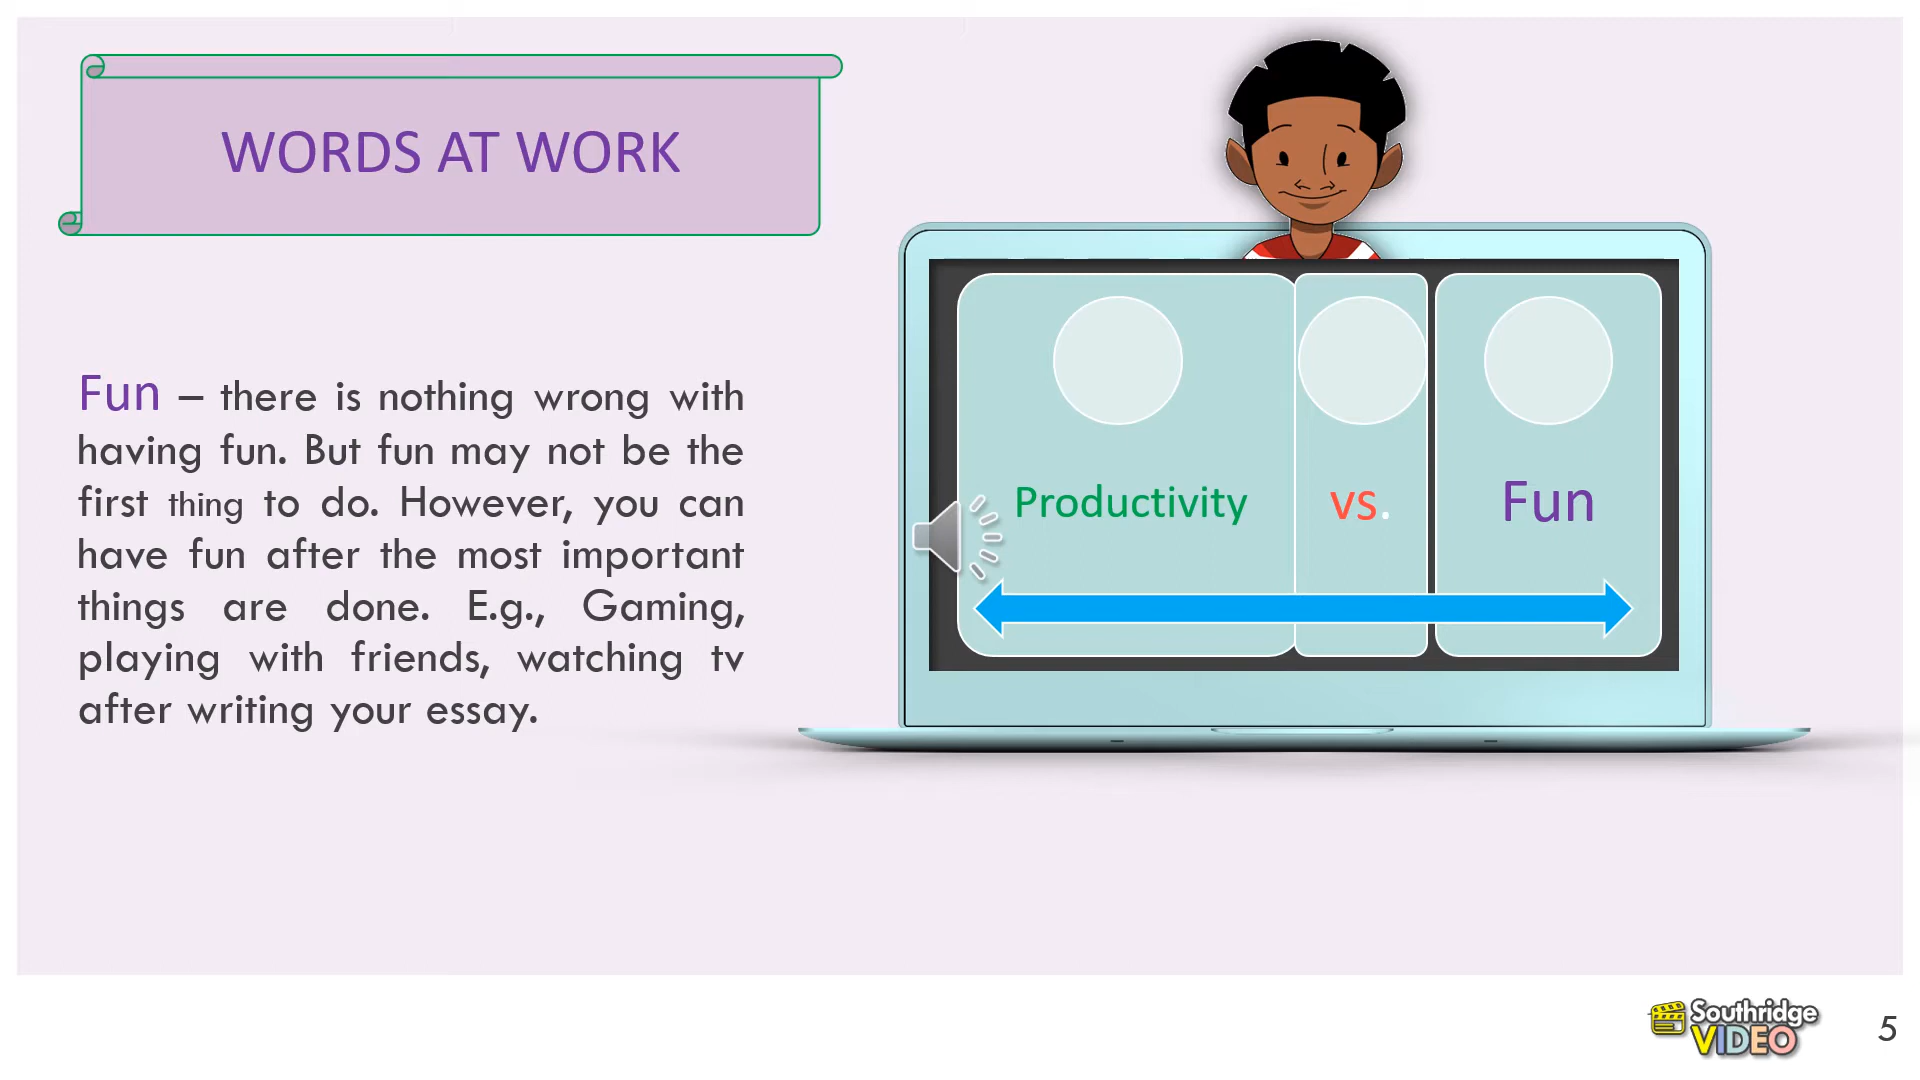 WORDS AT WORK
Fun – there is nothing wrong with
having fun. But fun may not be the
first thing to do. However, you can
have fun after the most important
things are done. E.g., Gaming,
playing with friends, watching tv
after writing your essay.
Productivity vs. Fun
Southridge
VIDEO
5